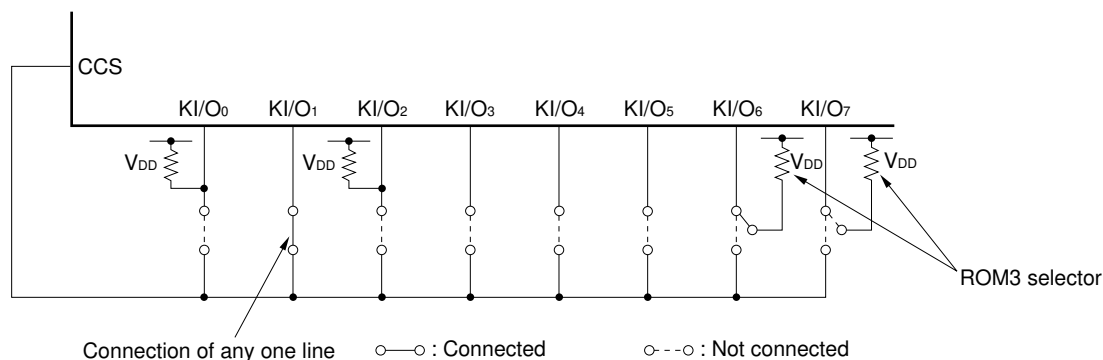 CCS
KI/O0 KI/O1 KI/O2 KI/O3 KI/O4 KI/O5 KI/O6 KI/O7
VDD VDD VDD VDD
ROM3 selector
Connection of any one line : Connected : Not connected